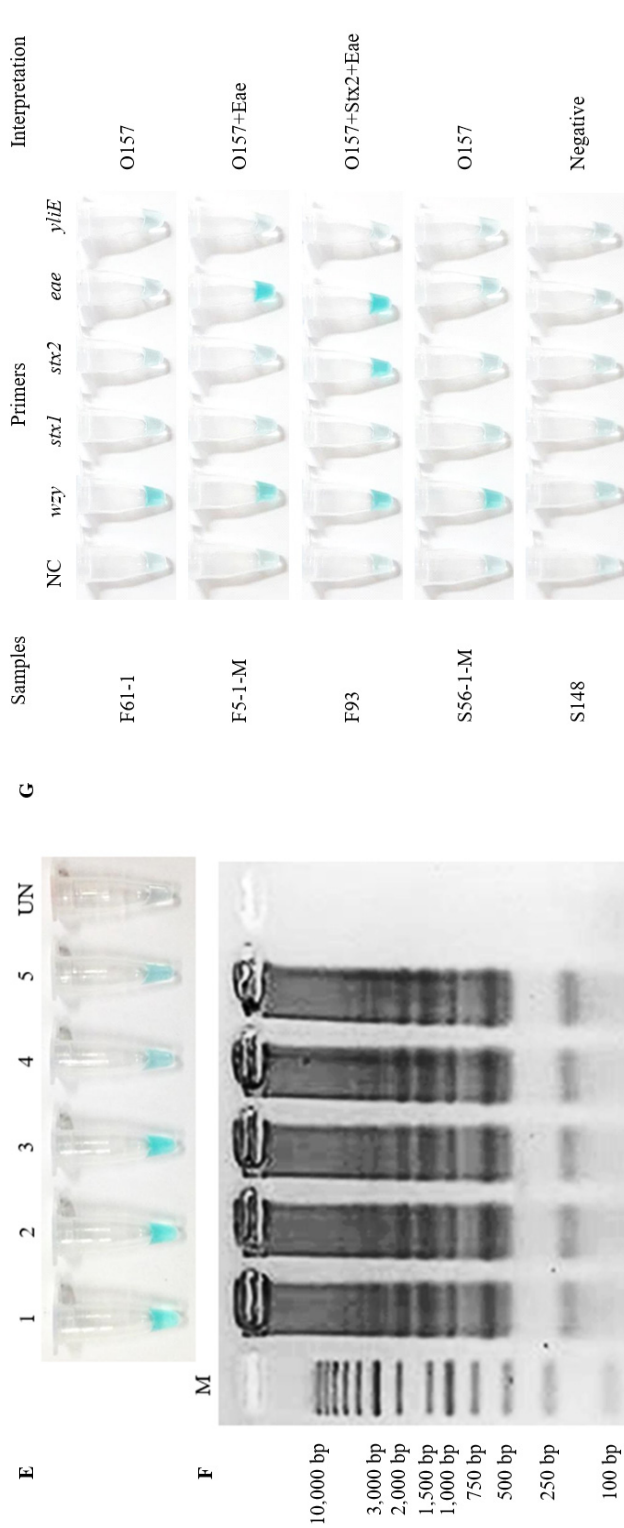 E
1 2 3 4 5 UN
F
M
10,000 bp
3,000 bp
2,000 bp
1,500 bp
1,000 bp
750 bp
500 bp
250 bp
100 bp
G
Samples Primers Interpretation
NC wzy stx1 stx2 eae yliE
F61-1 O157
F5-1-M O157+Eae
F93 O157+Stx2+Eae
S56-1-M O157
S148 Negative